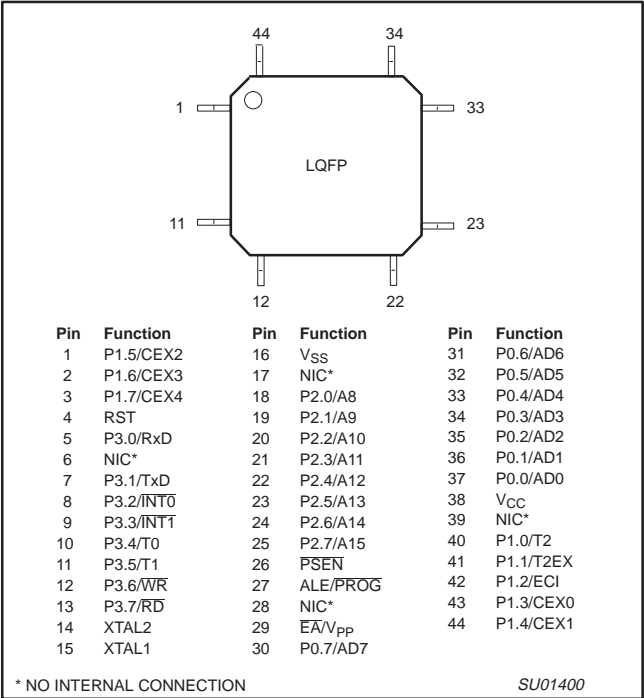 44 34
1 33
LQFP
11 23
12 22
Pin Function Pin Function Pin Function
1 P1.5/CEX2 16 VSS 31 P0.6/AD6
2 P1.6/CEX3 17 NIC* 32 P0.5/AD5
3 P1.7/CEX4 18 P2.0/A8 33 P0.4/AD4
4 RST 19 P2.1/A9 34 P0.3/AD3
5 P3.0/RxD 20 P2.2/A10 35 P0.2/AD2
6 NIC* 21 P2.3/A11 36 P0.1/AD1
7 P3.1/TxD 22 P2.4/A12 37 P0.0/AD0
8 P3.2/INT0 23 P2.5/A13 38 VCC
9 P3.3/INT1 24 P2.6/A14 39 NIC*
10 P3.4/T0 25 P2.7/A15 40 P1.0/T2
11 P3.5/T1 26 PSEN 41 P1.1/T2EX
12 P3.6/WR 27 ALE/PROG 42 P1.2/ECI
13 P3.7/RD 28 NIC* 43 P1.3/CEX0
14 XTAL2 29 EA/VPP 44 P1.4/CEX1
15 XTAL1 30 P0.7/AD7
* NO INTERNAL CONNECTION SU01400